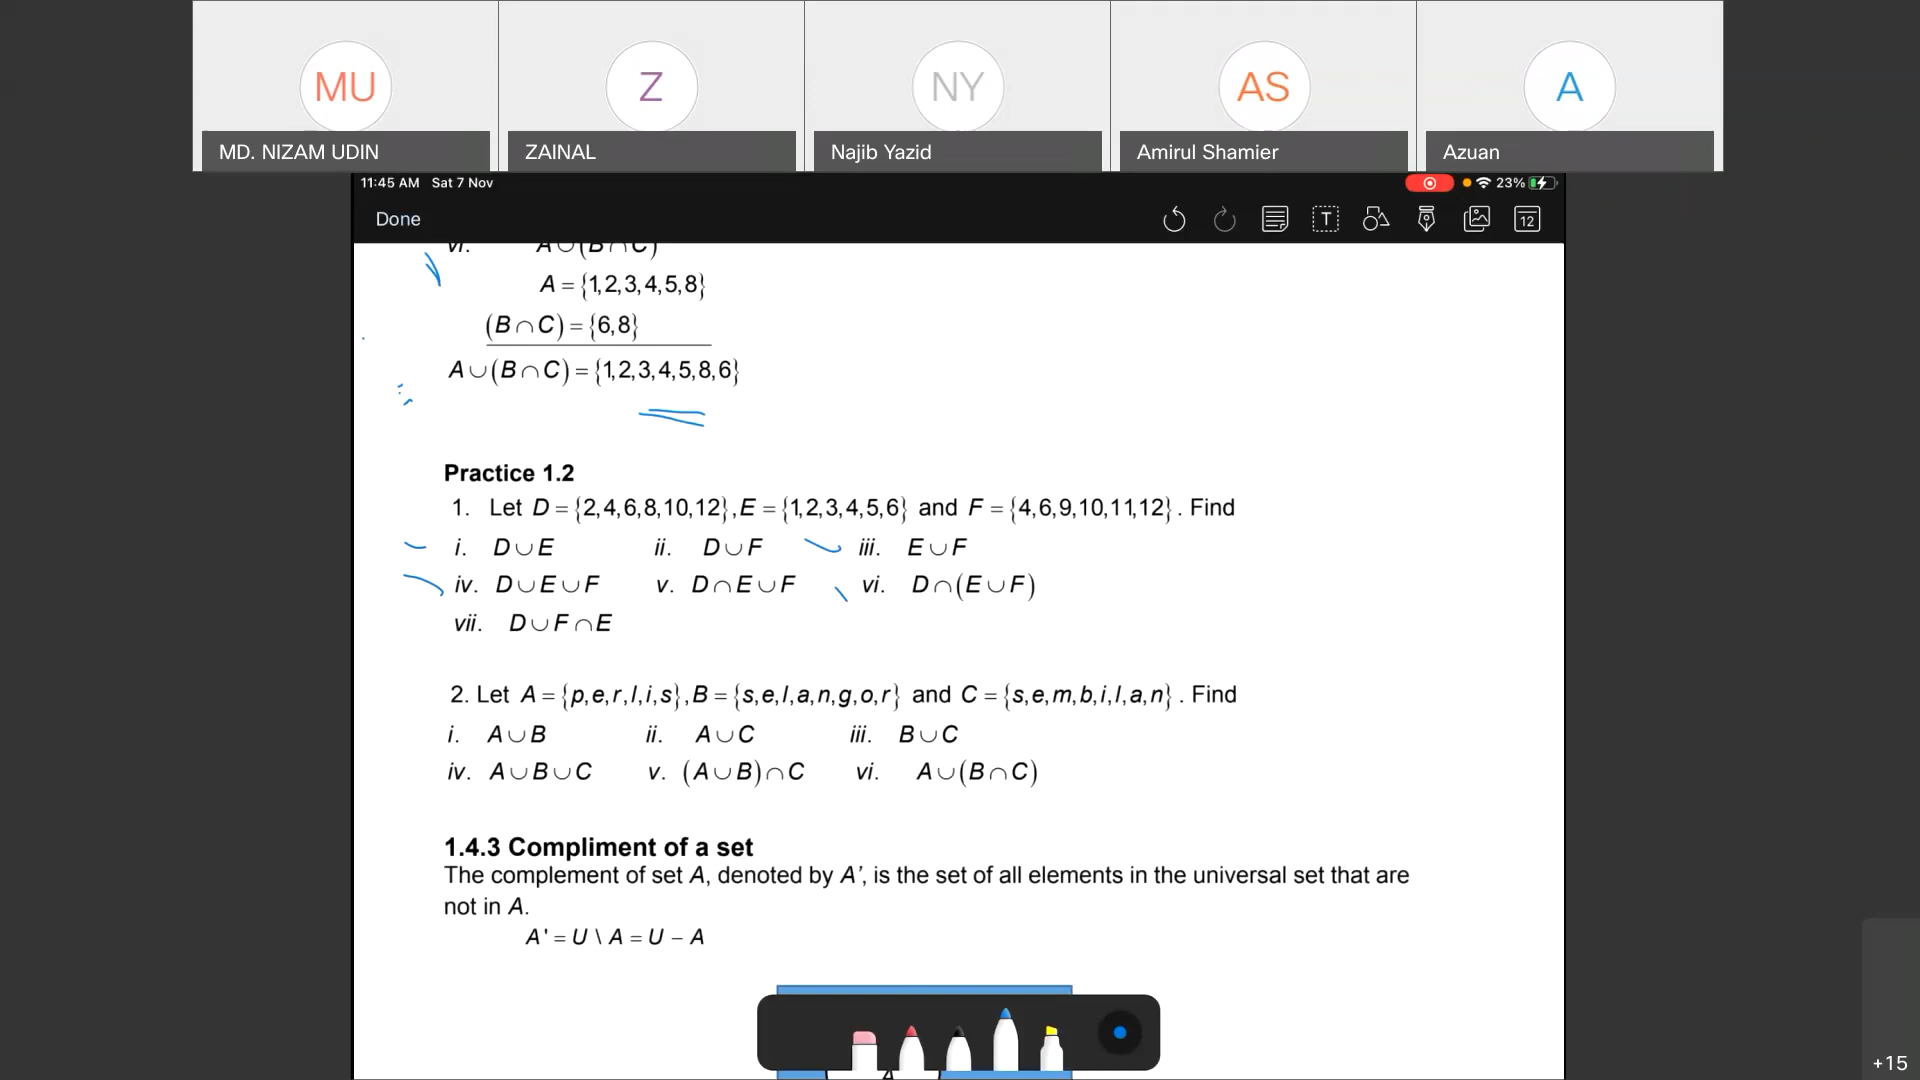 MU Z NY AS A
MD. NIZAM UDIN ZAINAL Najib Yazid Amirul Shamier Azuan
11:45 AM Sat 7 Nov 23%
Done T 12
vi. A∪(B∩C)
A = {1,2,3,4,5,8}
(B∩C) = {6,8}
A∪(B∩C) = {1,2,3,4,5,8,6}
Practice 1.2
1. Let D = {2,4,6,8,10,12}, E = {1,2,3,4,5,6} and F = {4,6,9,10,11,12}. Find
i. D∪E ii. D∪F iii. E∪F
iv. D∪E∪F v. D∩E∪F vi. D∩(E∪F)
vii. D∪F∩E
2. Let A = {p,e,r,l,i,s}, B = {s,e,l,a,n,g,o,r} and C = {s,e,m,b,i,l,a,n}. Find
i. A∪B ii. A∪C iii. B∪C
iv. A∪B∪C v. (A∪B)∩C vi. A∪(B∩C)
1.4.3 Compliment of a set
The complement of set A, denoted by A’, is the set of all elements in the universal set that are
not in A.
A' = U \ A = U − A
+15